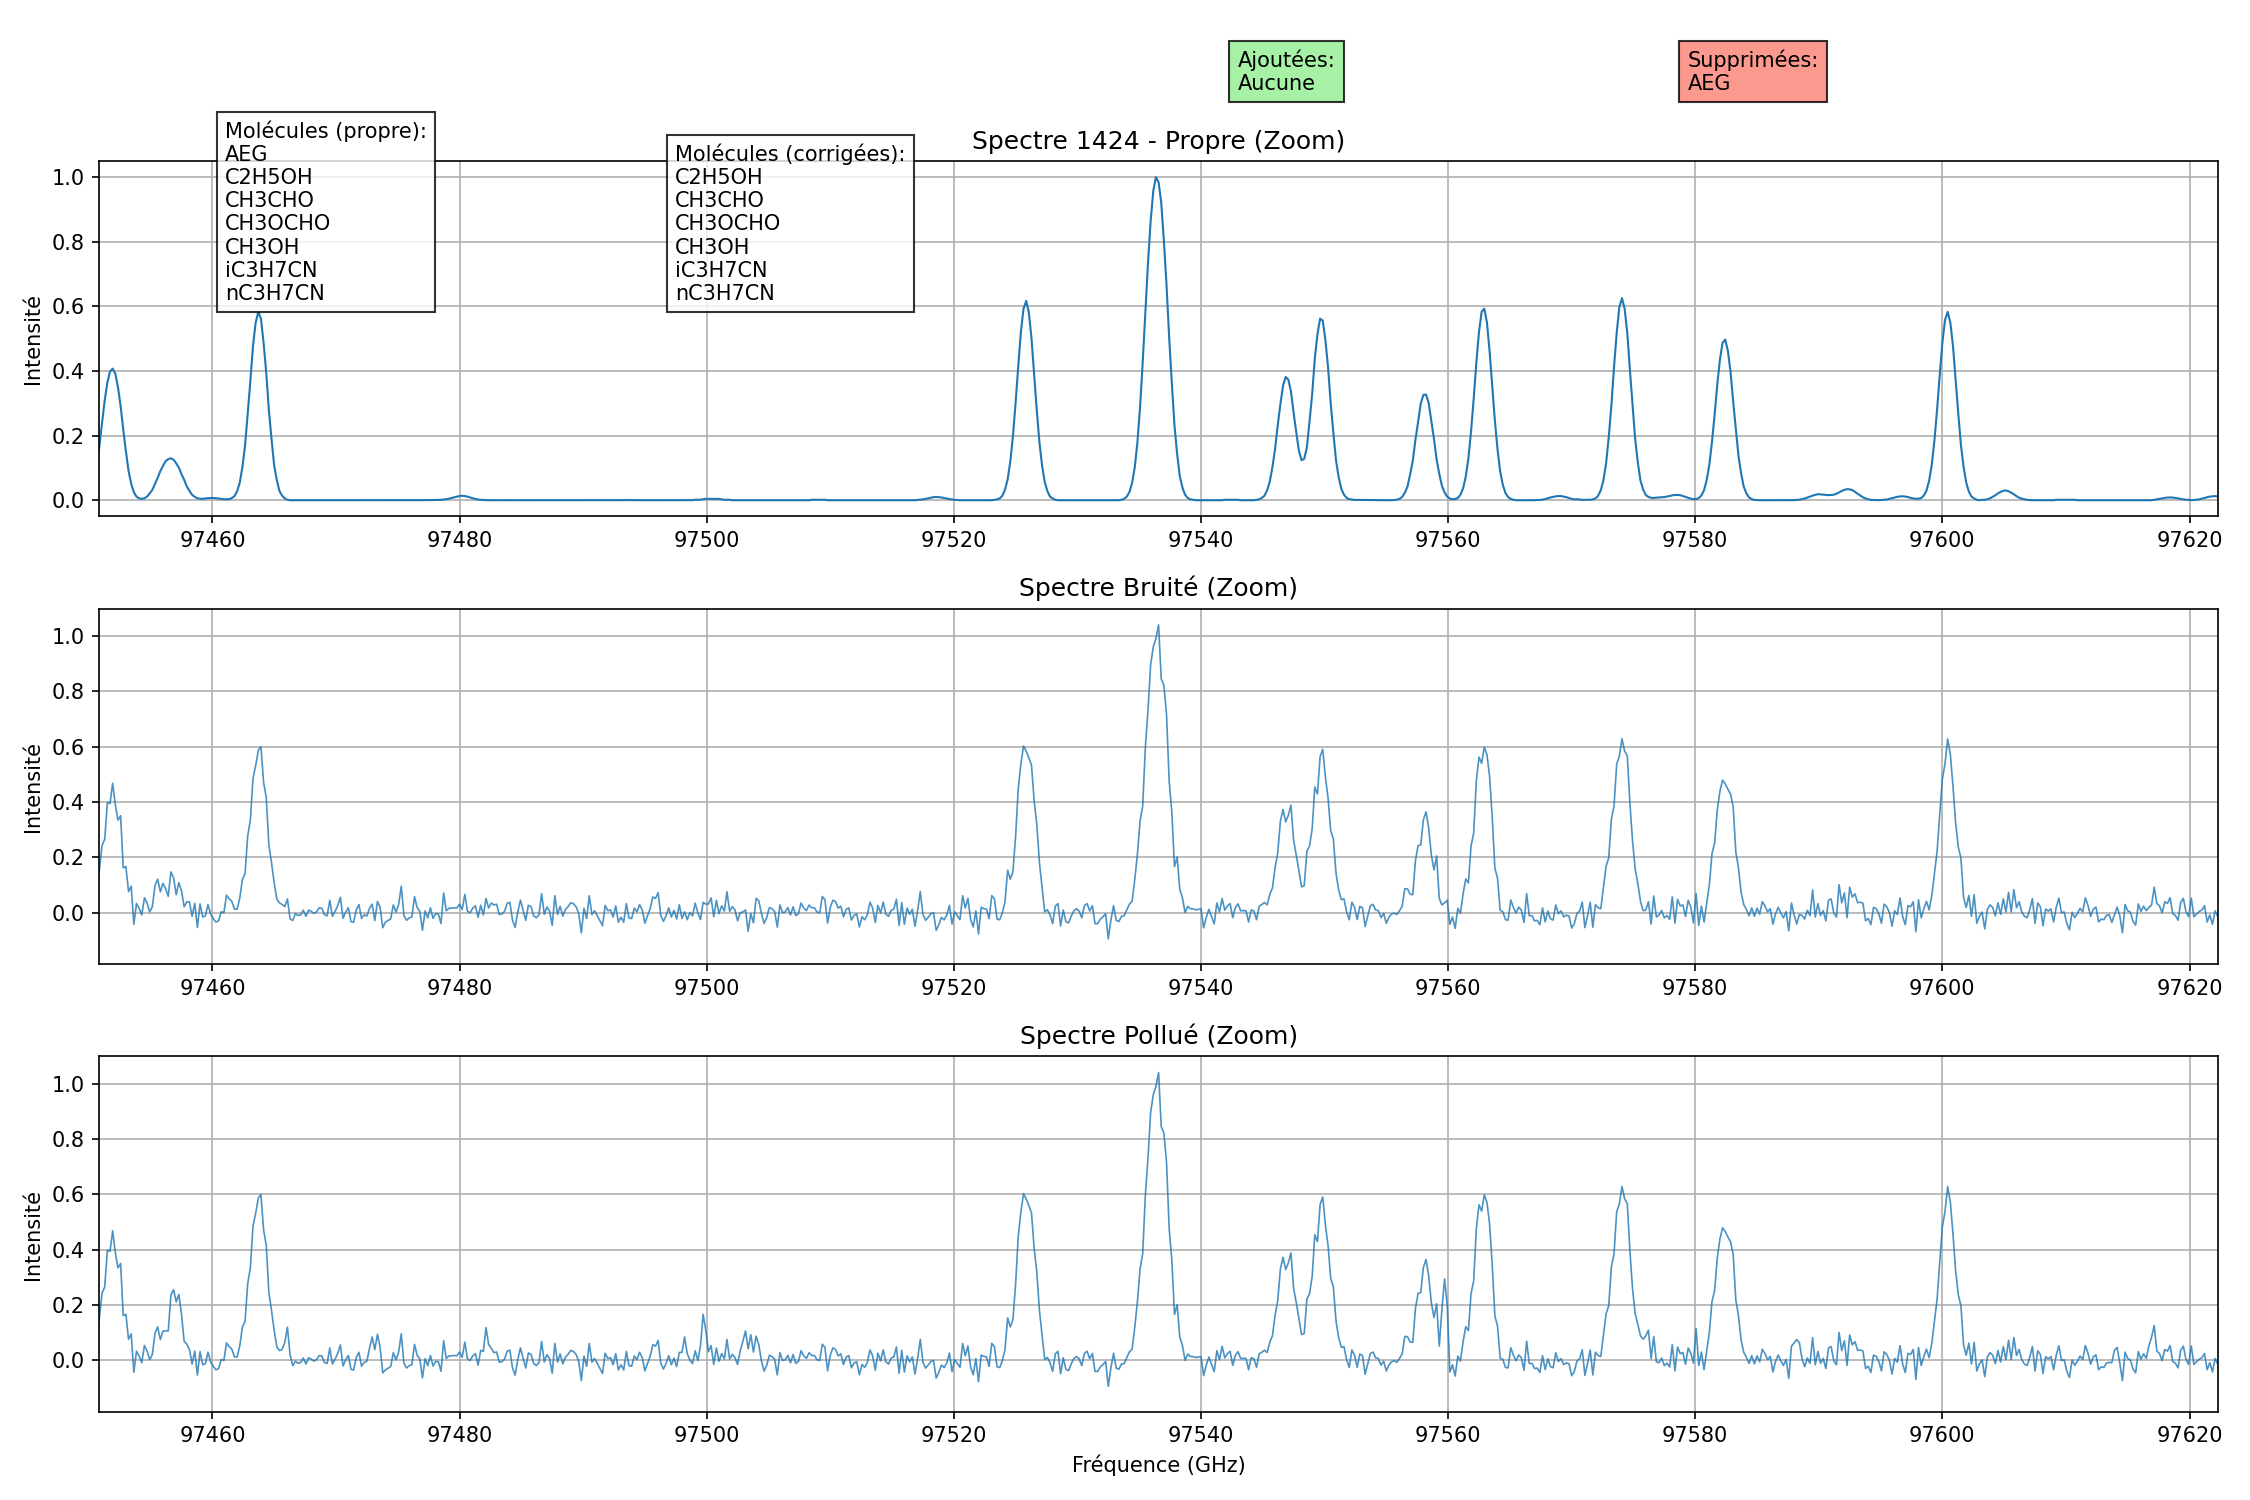 Ajoutées:
Aucune
Supprimées:
AEG
Molécules (propre):
AEG
C2H5OH
CH3CHO
CH3OCHO
CH3OH
iC3H7CN
nC3H7CN
Molécules (corrigées):
C2H5OH
CH3CHO
CH3OCHO
CH3OH
iC3H7CN
nC3H7CN
Spectre 1424 - Propre (Zoom)
Intensité
1.0
0.8
0.6
0.4
0.2
0.0
97460 97480 97500 97520 97540 97560 97580 97600 97620
Spectre Bruité (Zoom)
Intensité
1.0
0.8
0.6
0.4
0.2
0.0
97460 97480 97500 97520 97540 97560 97580 97600 97620
Spectre Pollué (Zoom)
Intensité
1.0
0.8
0.6
0.4
0.2
0.0
97460 97480 97500 97520 97540 97560 97580 97600 97620
Fréquence (GHz)